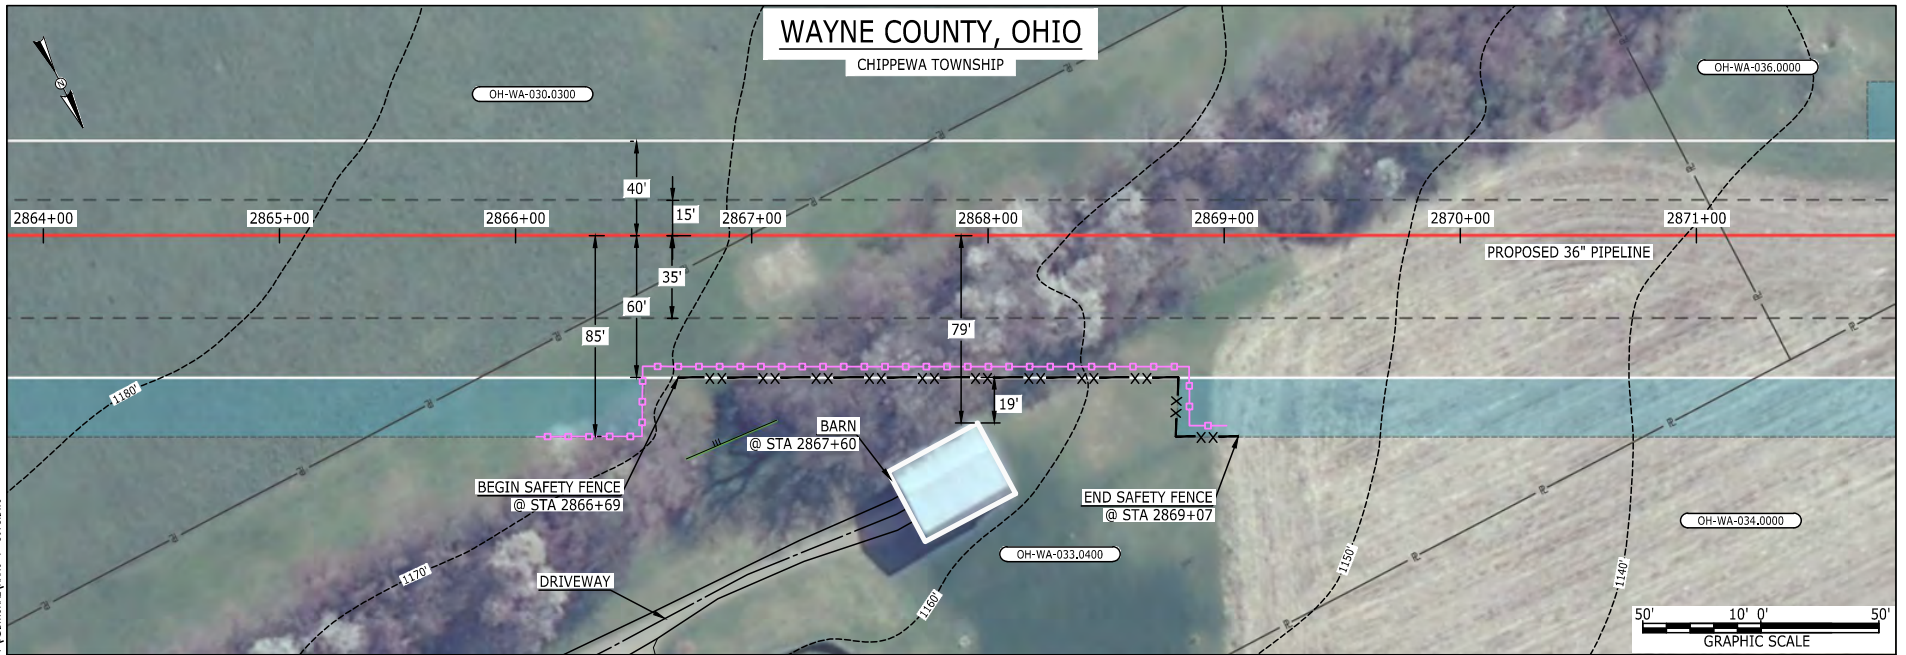 WAYNE COUNTY, OHIO
CHIPPEWA TOWNSHIP
OH-WA-030.0300
OH-WA-036.0000
N
40'
15'
2864+00
2865+00
2866+00
2867+00
2868+00
2869+00
2870+00
2871+00
PROPOSED 36" PIPELINE
35'
60'
85'
79'
1180'
19'
BARN
@ STA 2867+60
BEGIN SAFETY FENCE
@ STA 2866+69
END SAFETY FENCE
@ STA 2869+07
OH-WA-034.0000
OH-WA-033.0400
1170'
1160'
1150'
1140'
DRIVEWAY
50' 10' 0' 50'
GRAPHIC SCALE